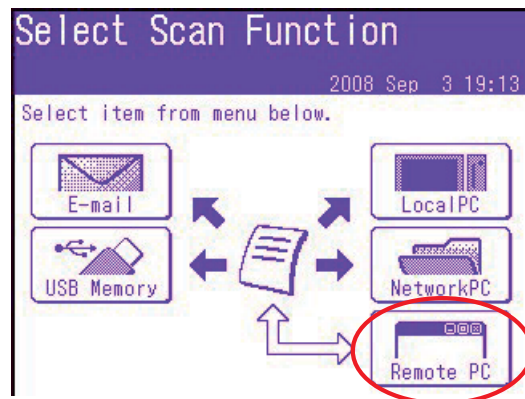 Select Scan Function
2008 Sep 3 19:13
Select item from menu below.
E-mail
LocalPC
USB Memory
NetworkPC
Remote PC